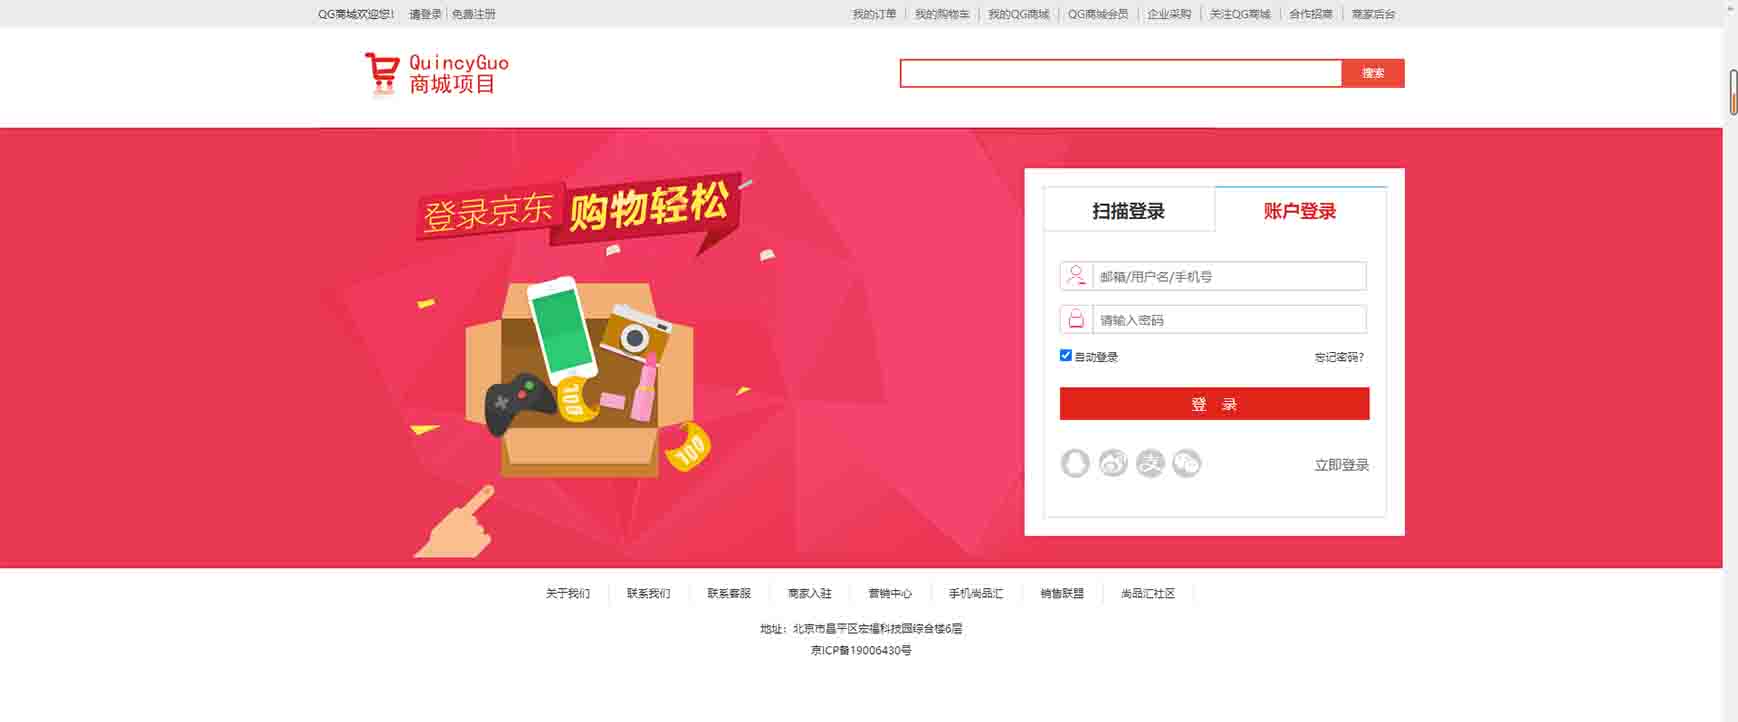 QG商城欢迎您! 请登录 免费注册 我的订单 我的购物车 我的QG商城 QG商城会员 企业采购 关注QG商城 合作招商 商家后台
QuincyGuo
商城项目
搜索
登录京东 购物轻松
100
100
扫描登录 账户登录
邮箱/用户名/手机号
请输入密码
自动登录 忘记密码?
登 录
支 立即登录
关于我们 联系我们 联系客服 商家入驻 营销中心 手机尚品汇 销售联盟 尚品汇社区
地址：北京市昌平区宏福科技园综合楼6层
京ICP备19006430号